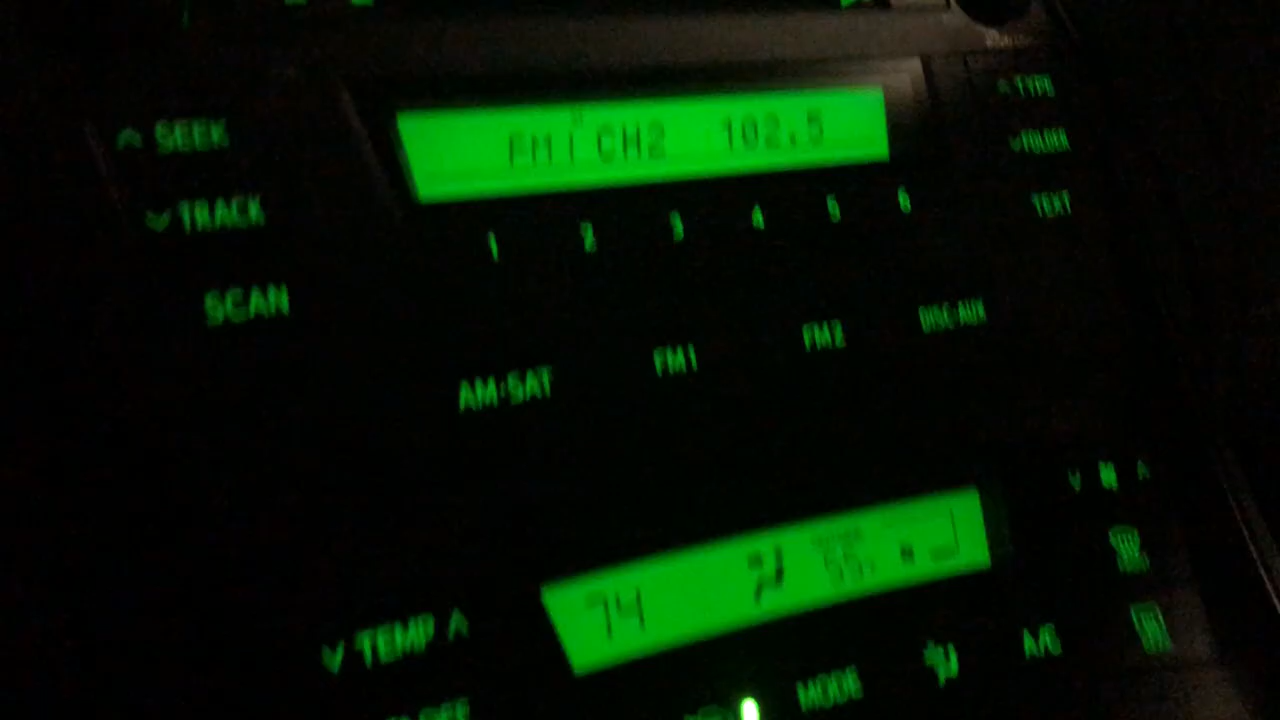 SEEK
TRACK
SCAN
FM1 CH2 102.5
TYPE
FOLDER
TEXT
1 2 3 4 5 6
AM·SAT FM1 FM2 DISC·AUX
TEMP
74
MODE
A/C